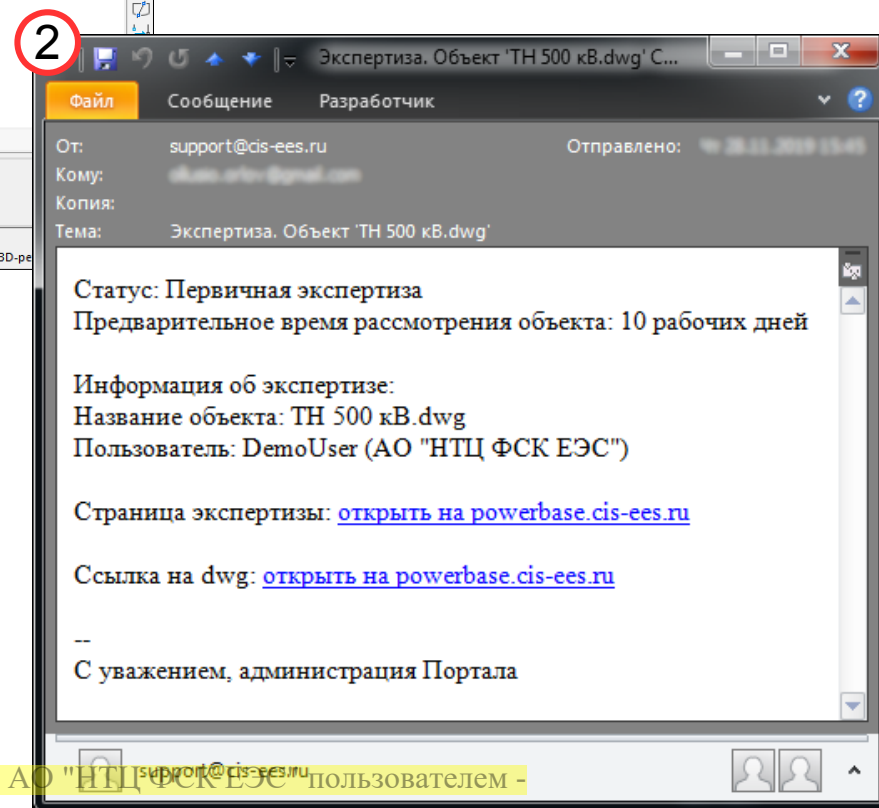 2
Экспертиза. Объект 'ТН 500 кВ.dwg' С...
Файл Сообщение Разработчик
От: support@cis-ees.ru Отправлено:
Кому:
Копия:
Тема: Экспертиза. Объект 'ТН 500 кВ.dwg'
3D-ре
Статус: Первичная экспертиза
Предварительное время рассмотрения объекта: 10 рабочих дней
Информация об экспертизе:
Название объекта: ТН 500 кВ.dwg
Пользователь: DemoUser (АО "НТЦ ФСК ЕЭС")
Страница экспертизы: открыть на powerbase.cis-ees.ru
Ссылка на dwg: открыть на powerbase.cis-ees.ru
--
С уважением, администрация Портала
support@cis-ees.ru
АО "НТЦ ФСК ЕЭС" пользователем -